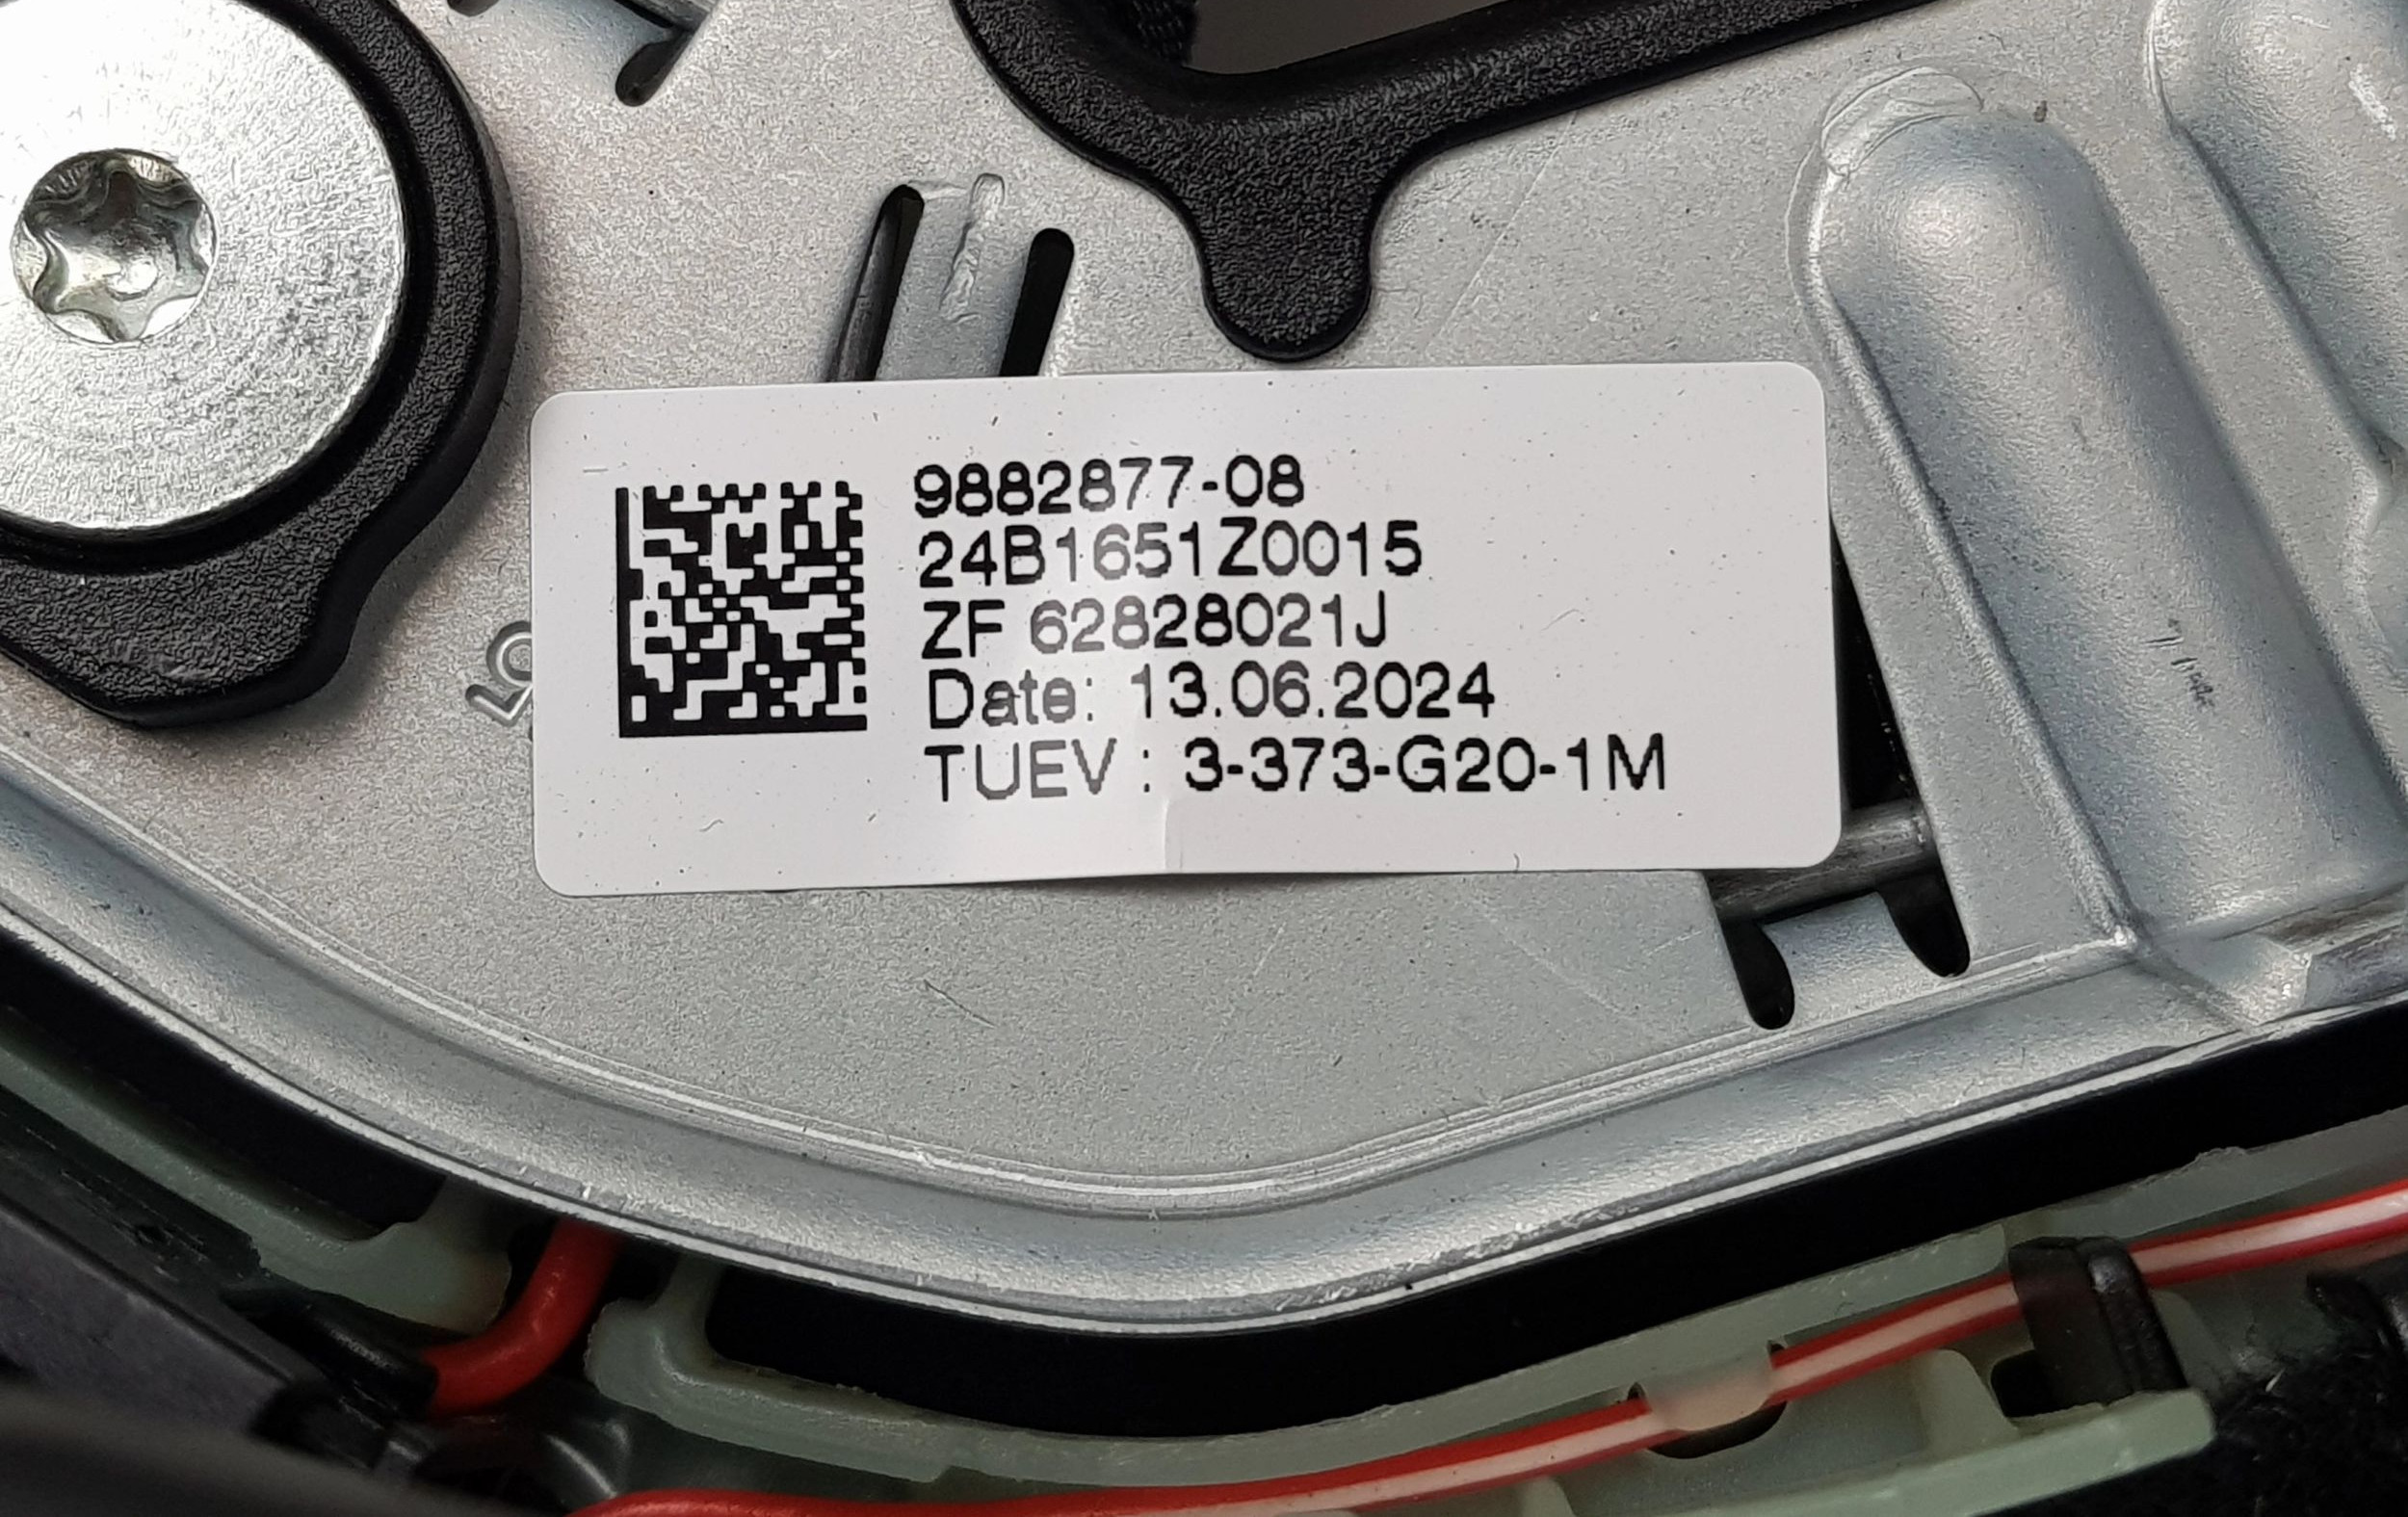 9882877-08
24B1651Z0015
ZF 62828021J
Date: 13.06.2024
TUEV : 3-373-G20-1M